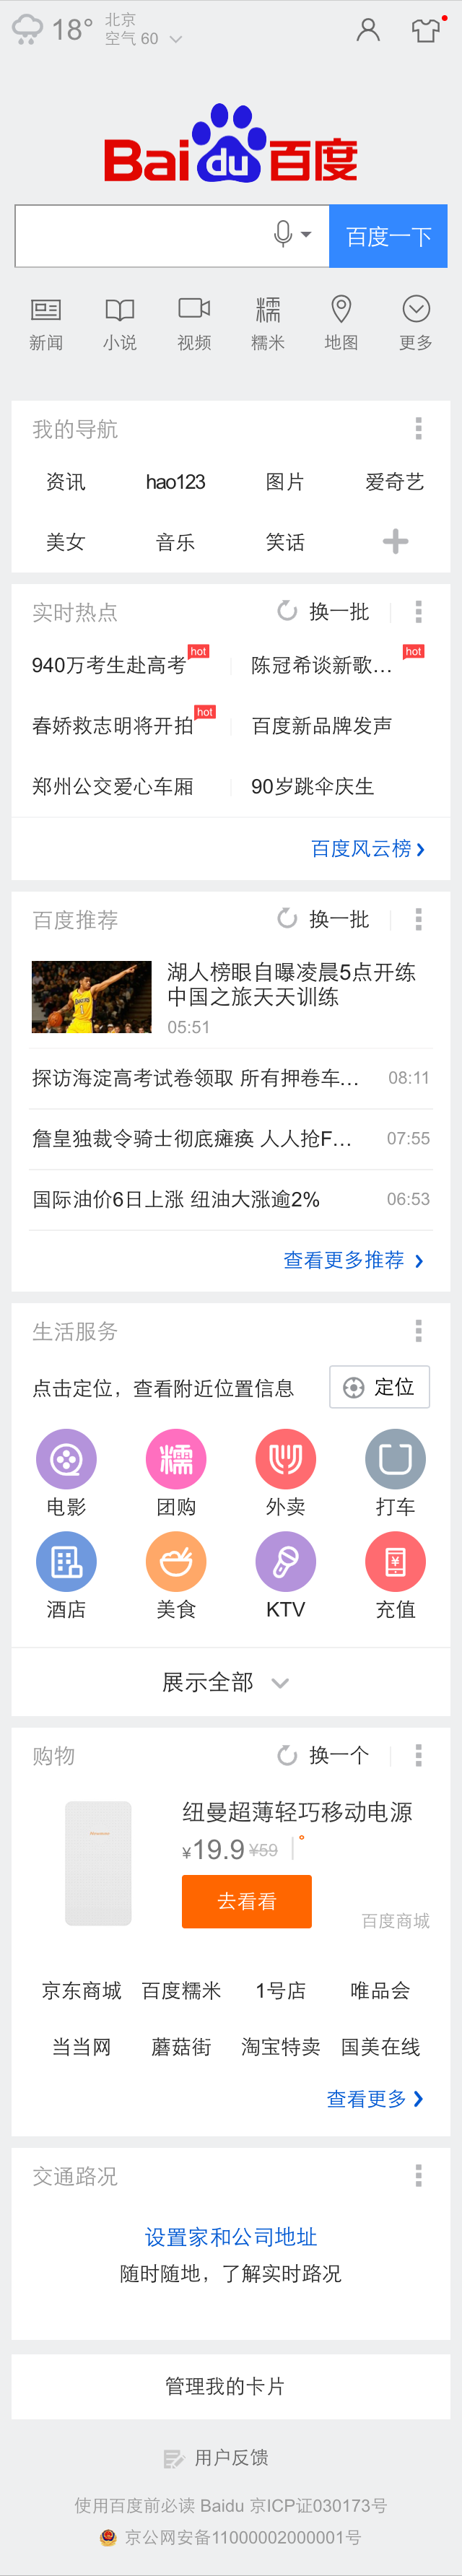 18°
北京
空气 60
Bai du 百度
百度一下
新闻 小说 视频 糯米 地图 更多
我的导航
资讯 hao123 图片 爱奇艺
美女 音乐 笑话
实时热点 换一批
940万考生赴高考 hot 陈冠希谈新歌... hot
春娇救志明将开拍 hot 百度新品牌发声
郑州公交爱心车厢 90岁跳伞庆生
百度风云榜
百度推荐 换一批
湖人榜眼自曝凌晨5点开练
中国之旅天天训练
05:51
探访海淀高考试卷领取 所有押卷车... 08:11
詹皇独裁令骑士彻底瘫痪 人人抢F... 07:55
国际油价6日上涨 纽油大涨逾2% 06:53
查看更多推荐
生活服务
点击定位，查看附近位置信息 定位
糯
电影 团购 外卖 打车
¥
酒店 美食 KTV 充值
展示全部
购物 换一个
纽曼超薄轻巧移动电源
¥19.9 ¥59
去看看
百度商城
京东商城 百度糯米 1号店 唯品会
当当网 蘑菇街 淘宝特卖 国美在线
查看更多
交通路况
设置家和公司地址
随时随地，了解实时路况
管理我的卡片
用户反馈
使用百度前必读 Baidu 京ICP证030173号
京公网安备11000002000001号